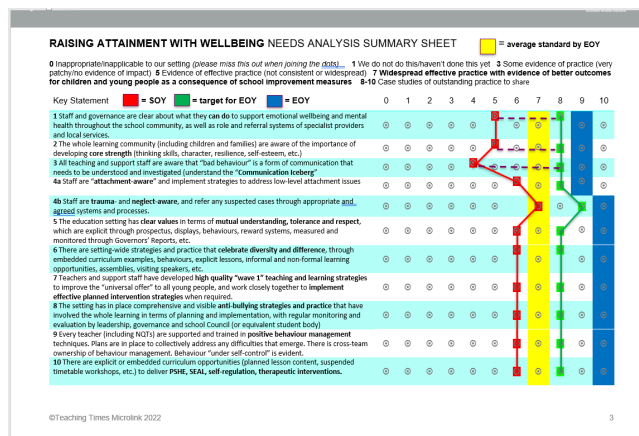 RAISING ATTAINMENT WITH WELLBEING NEEDS ANALYSIS SUMMARY SHEET
= average standard by EOY
0 Inappropriate/inapplicable to our setting (please miss this out when joining the dots) 1 We do not do this/haven't done this yet 3 Some evidence of practice (very
patchy/no evidence of impact) 5 Evidence of effective practice (not consistent or widespread) 7 Widespread effective practice with evidence of better outcomes
for children and young people as a consequence of school improvement measures 8-10 Case studies of outstanding practice to share
Key Statement = SOY = target for EOY = EOY 0 1 2 3 4 5 6 7 8 9 10
1 Staff and governance are clear about what they can do to support emotional wellbeing and mental
health throughout the school community, as well as role and referral systems of specialist providers
and local services.
2 The whole learning community (including children and families) are aware of the importance of
developing core strength (thinking skills, character, resilience, self-esteem, etc.)
3 All teaching and support staff are aware that "bad behaviour" is a form of communication that
needs to be understood and investigated (understand the "Communication Iceberg"
4a Staff are "attachment-aware" and implement strategies to address low-level attachment issues
4b Staff are trauma- and neglect-aware, and refer any suspected cases through appropriate and
agreed systems and processes.
5 The education setting has clear values in terms of mutual understanding, tolerance and respect,
which are explicit through prospectus, displays, behaviours, reward systems, measured and
monitored through Governors' Reports, etc.
6 There are setting-wide strategies and practice that celebrate diversity and difference, through
embedded curriculum examples, behaviours, explicit lessons, informal and non-formal learning
opportunities, assemblies, visiting speakers, etc.
7 Teachers and support staff have developed high quality "wave 1" teaching and learning strategies
to improve the "universal offer" to all young people, and work closely together to implement
effective planned intervention strategies when required.
8 The setting has in place comprehensive and visible anti-bullying strategies and practice that have
involved the whole learning in terms of planning and implementation, with regular monitoring and
evaluation by leadership, governance and school Council (or equivalent student body)
9 Every teacher (including NQTs) are supported and trained in positive behaviour management
techniques. Plans are in place to collectively address any difficulties that emerge. There is cross-team
ownership of behaviour management. Behaviour "under self-control" is evident.
10 There are explicit or embedded curriculum opportunities (planned lesson content, suspended
timetable workshops, etc.) to deliver PSHE, SEAL, self-regulation, therapeutic interventions.
©Teaching Times Microlink 2022
3